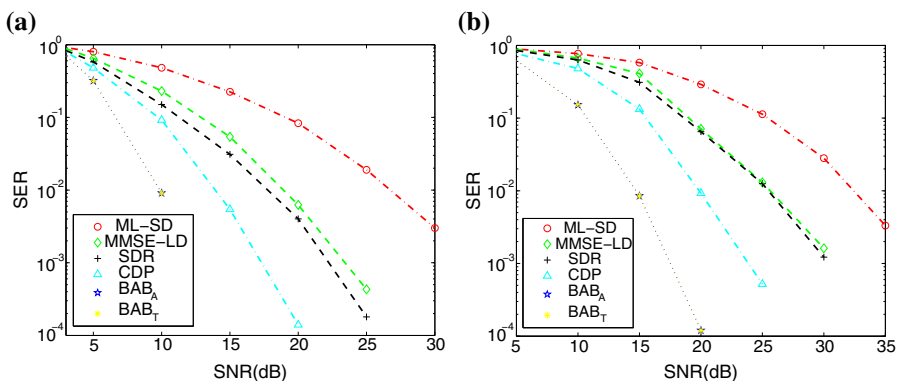 (a)
10^0
10^-1
10^-2
10^-3
10^-4
SER
5 10 15 20 25 30
SNR(dB)
ML-SD
MMSE-LD
SDR
CDP
BAB_A
BAB_T
(b)
10^0
10^-1
10^-2
10^-3
10^-4
SER
5 10 15 20 25 30 35
SNR(dB)
ML-SD
MMSE-LD
SDR
CDP
BAB_A
BAB_T